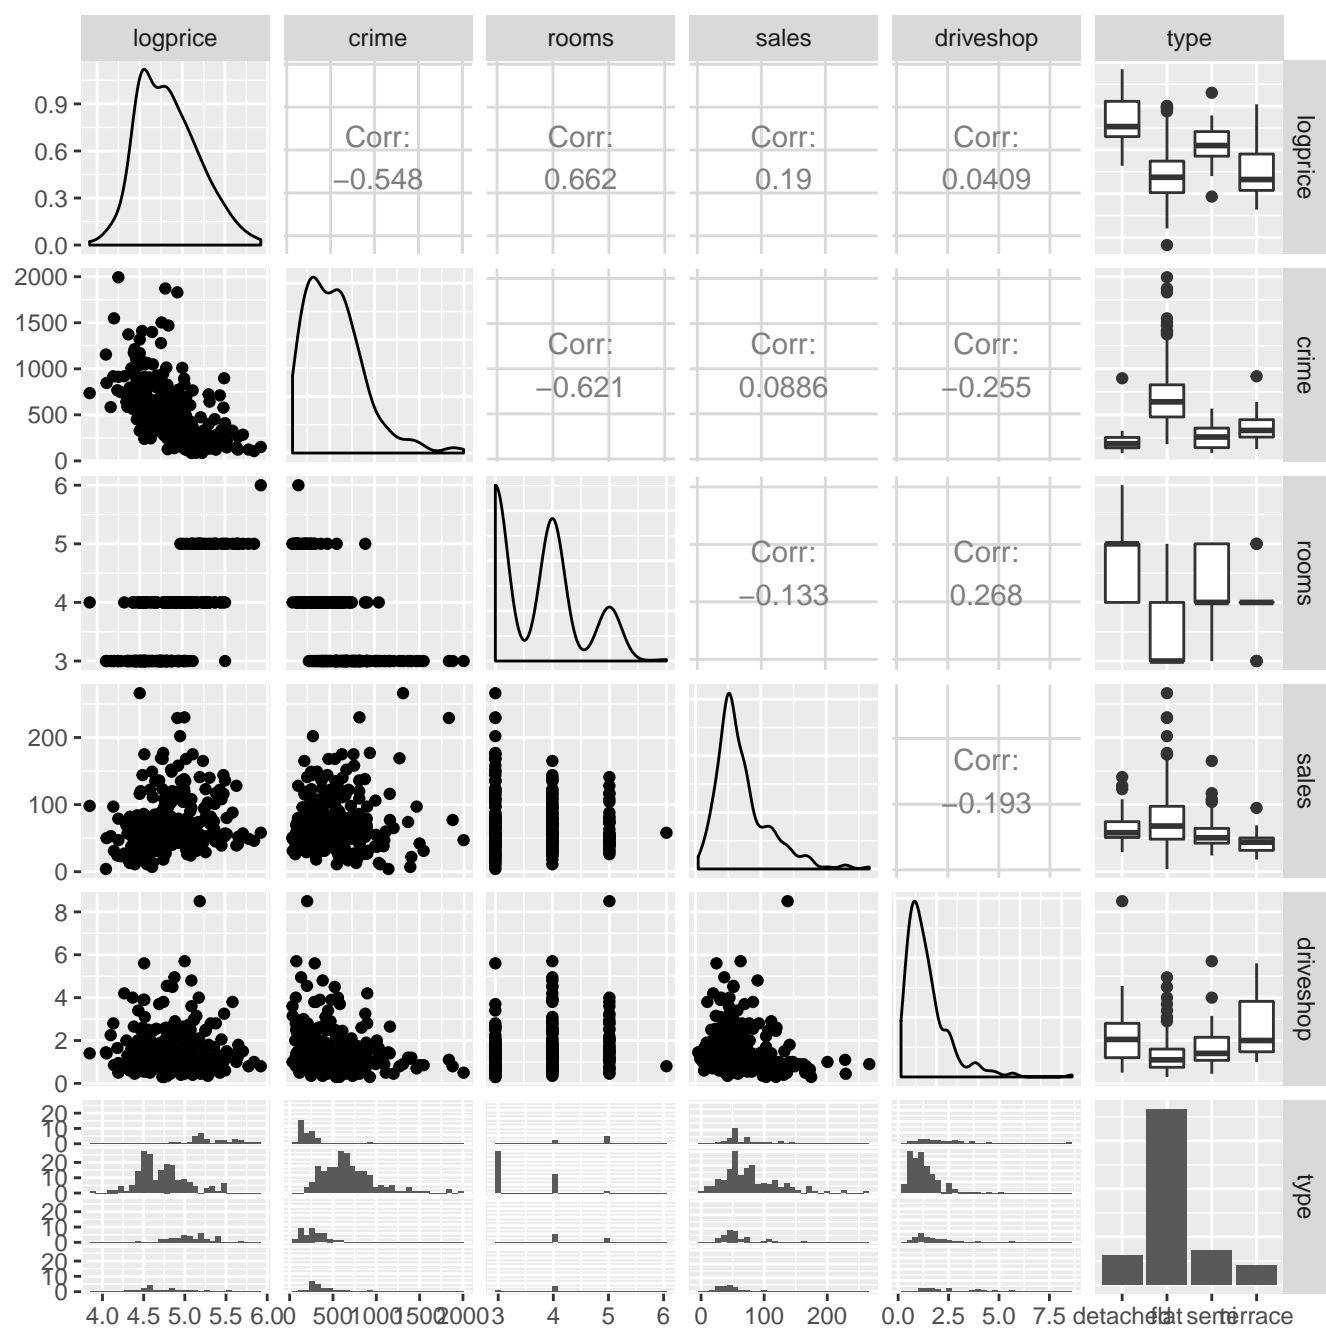 logprice crime rooms sales driveshop type
0.9
0.6
0.3
0.0
Corr:
−0.548
Corr:
0.662
Corr:
0.19
Corr:
0.0409
logprice
2000
1500
1000
500
0
Corr:
−0.621
Corr:
0.0886
Corr:
−0.255
crime
6
5
4
3
Corr:
−0.133
Corr:
0.268
rooms
200
100
0
Corr:
−0.193
sales
8
6
4
2
0
driveshop
20
10
0
20
10
0
20
10
0
20
10
0
type
4.0 4.5 5.0 5.5 6.0
0 500 1000 1500 2000
3 4 5 6
0 100 200
0.0 2.5 5.0 7.5
detached flat semi terrace